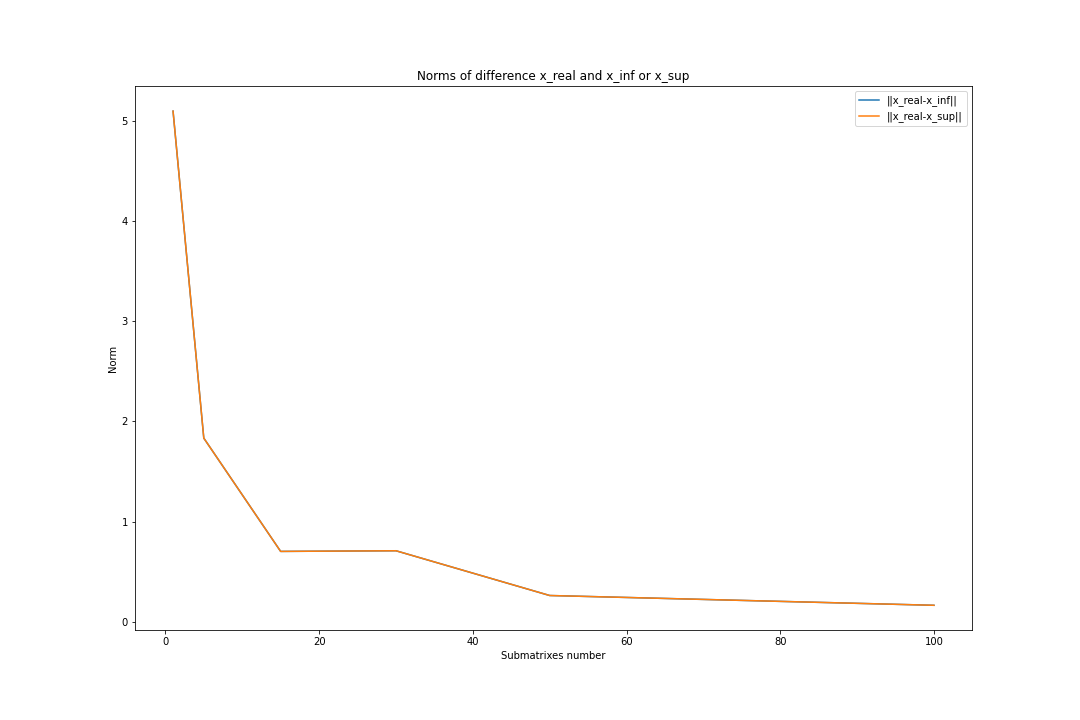 Norms of difference x_real and x_inf or x_sup
||x_real-x_inf||
||x_real-x_sup||
5
4
3
2
1
0
Norm
0 20 40 60 80 100
Submatrixes number